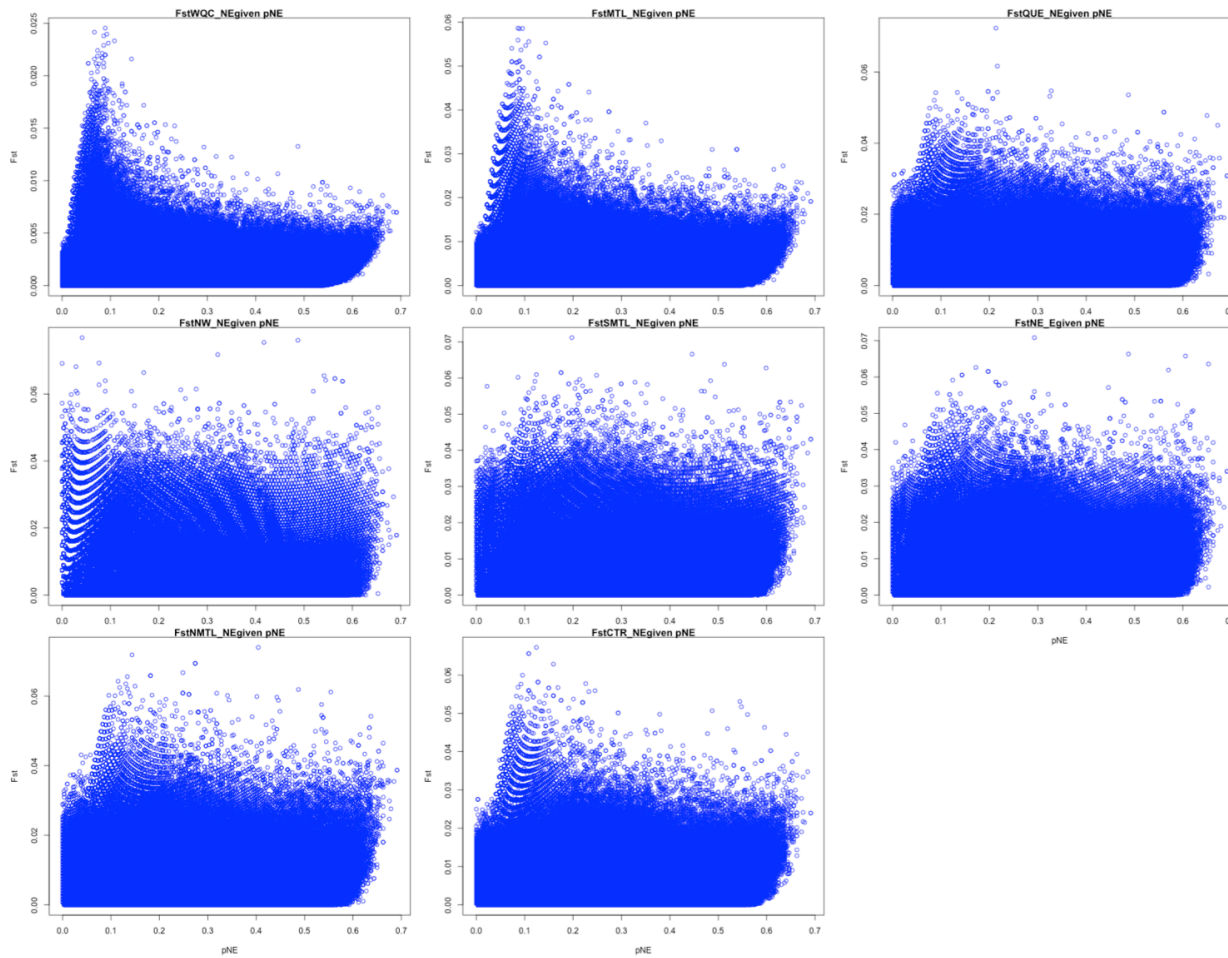 FstWQC_NEgiven pNE
FstMTL_NEgiven pNE
FstQUE_NEgiven pNE
Fst
0.000 0.005 0.010 0.015 0.020 0.025
0.0 0.1 0.2 0.3 0.4 0.5 0.6 0.7
Fst
0.00 0.01 0.02 0.03 0.04 0.05 0.06
0.0 0.1 0.2 0.3 0.4 0.5 0.6 0.7
Fst
0.00 0.02 0.04 0.06
0.0 0.1 0.2 0.3 0.4 0.5 0.6
FstNW_NEgiven pNE
FstSMTL_NEgiven pNE
FstNE_Egiven pNE
Fst
0.00 0.02 0.04 0.06
0.0 0.1 0.2 0.3 0.4 0.5 0.6 0.7
Fst
0.00 0.01 0.02 0.03 0.04 0.05 0.06 0.07
0.0 0.1 0.2 0.3 0.4 0.5 0.6 0.7
Fst
0.00 0.01 0.02 0.03 0.04 0.05 0.06 0.07
0.0 0.1 0.2 0.3 0.4 0.5 0.6
pNE
FstNMTL_NEgiven pNE
FstCTR_NEgiven pNE
Fst
0.00 0.02 0.04 0.06
0.0 0.1 0.2 0.3 0.4 0.5 0.6 0.7
pNE
Fst
0.00 0.01 0.02 0.03 0.04 0.05 0.06 0.07
0.0 0.1 0.2 0.3 0.4 0.5 0.6 0.7
pNE